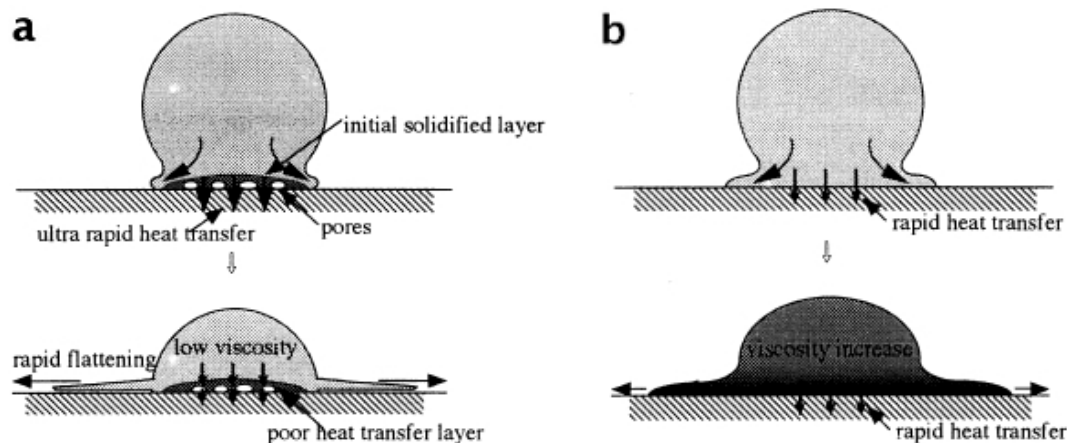 a
initial solidified layer
ultra rapid heat transfer
pores
rapid flattening
low viscosity
poor heat transfer layer
b
rapid heat transfer
viscosity increase
rapid heat transfer